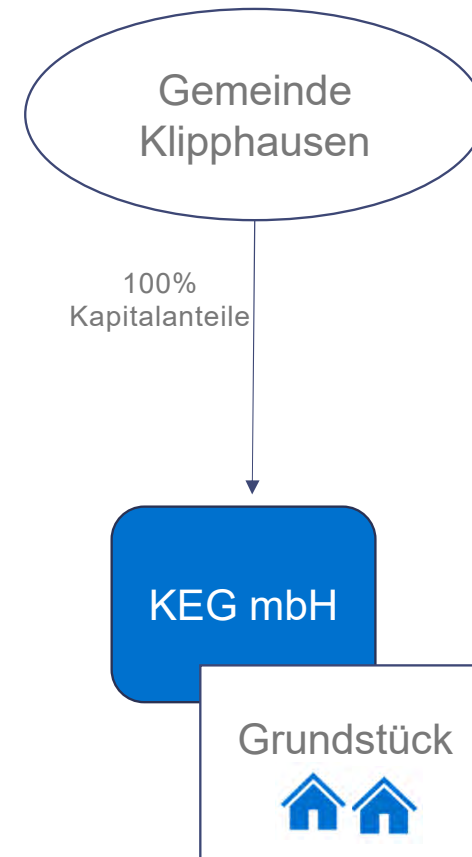 Gemeinde
Klipphausen
100%
Kapitalanteile
KEG mbH
Grundstück